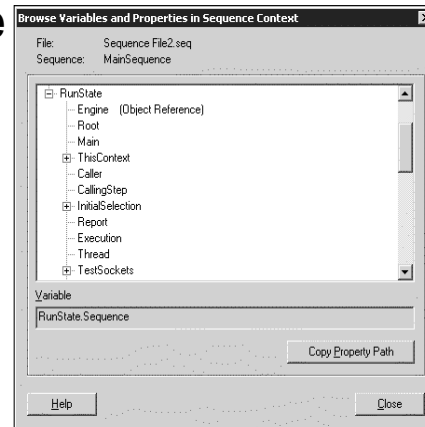 e
Browse Variables and Properties in Sequence Context
File: Sequence File2.seq
Sequence: MainSequence
RunState
Engine (Object Reference)
Root
Main
ThisContext
Caller
CallingStep
InitialSelection
Report
Execution
Thread
TestSockets
Variable
RunState.Sequence
Copy Property Path
Help Close